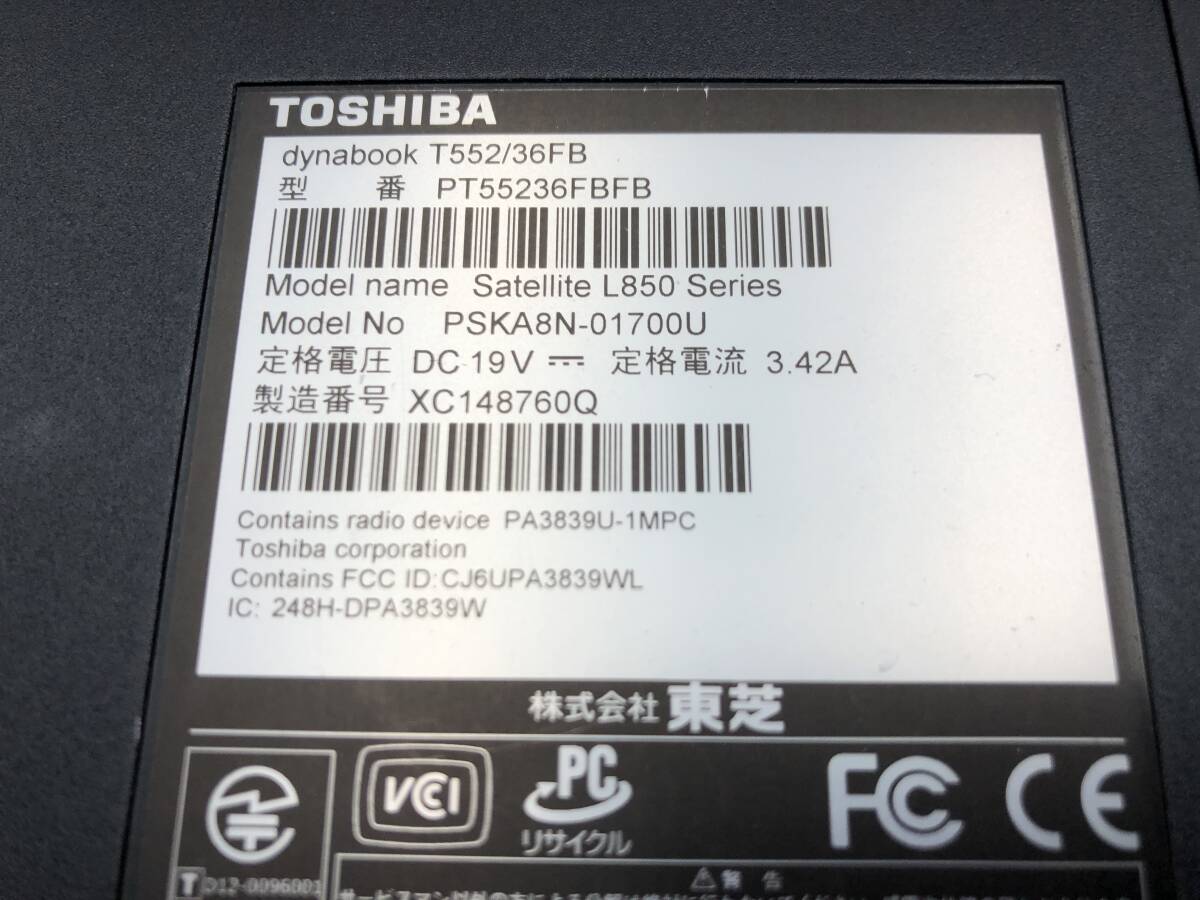 TOSHIBA
dynabook T552/36FB
型 番 PT55236FBFB
Model name Satellite L850 Series
Model No PSKA8N-01700U
定格電圧 DC 19V ⎓ 定格電流 3.42A
製造番号 XC148760Q
Contains radio device PA3839U-1MPC
Toshiba corporation
Contains FCC ID:CJ6UPA3839WL
IC: 248H-DPA3839W
株式会社 東芝
VCCI
PC
リサイクル
FC CE
T D12-0096001
⚠警 告